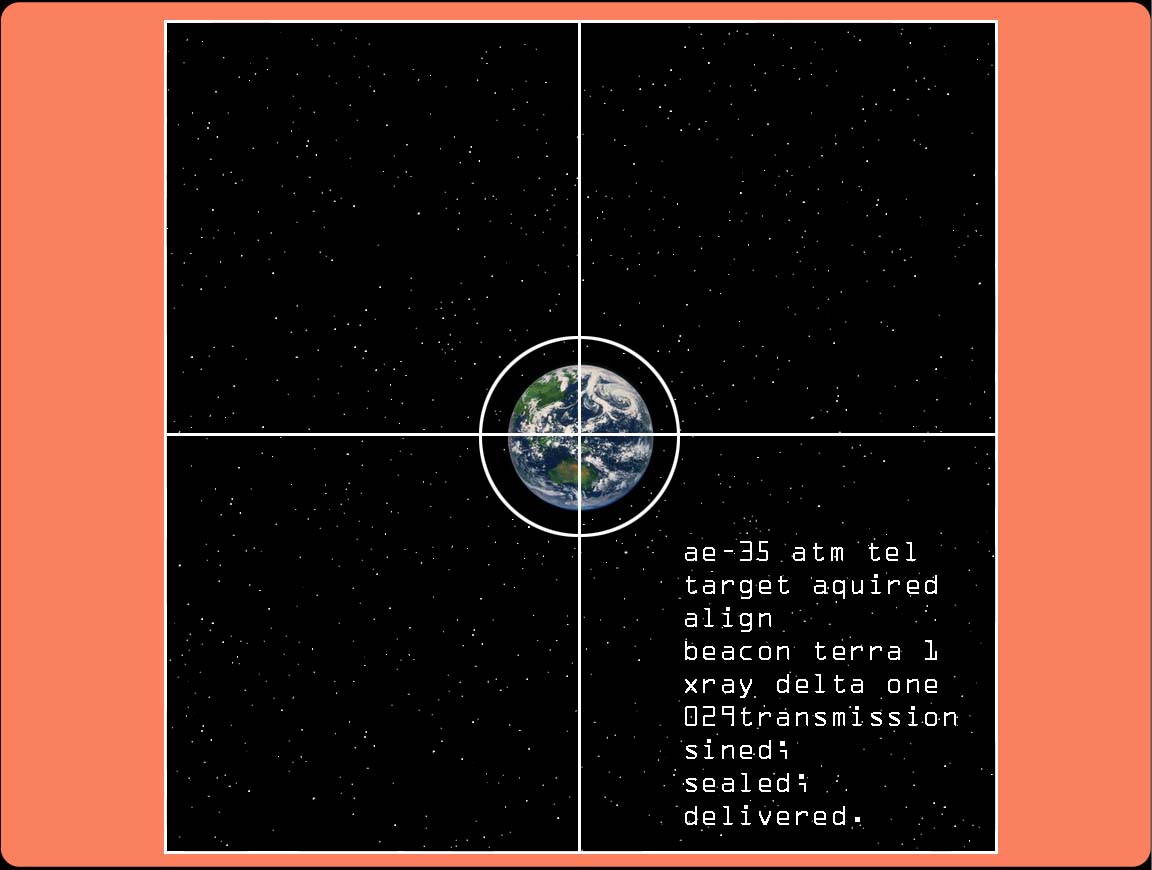 ae-35 atm tel
target aquired
align
beacon terra 1
xray delta one
029transmission
sined;
sealed;
delivered.